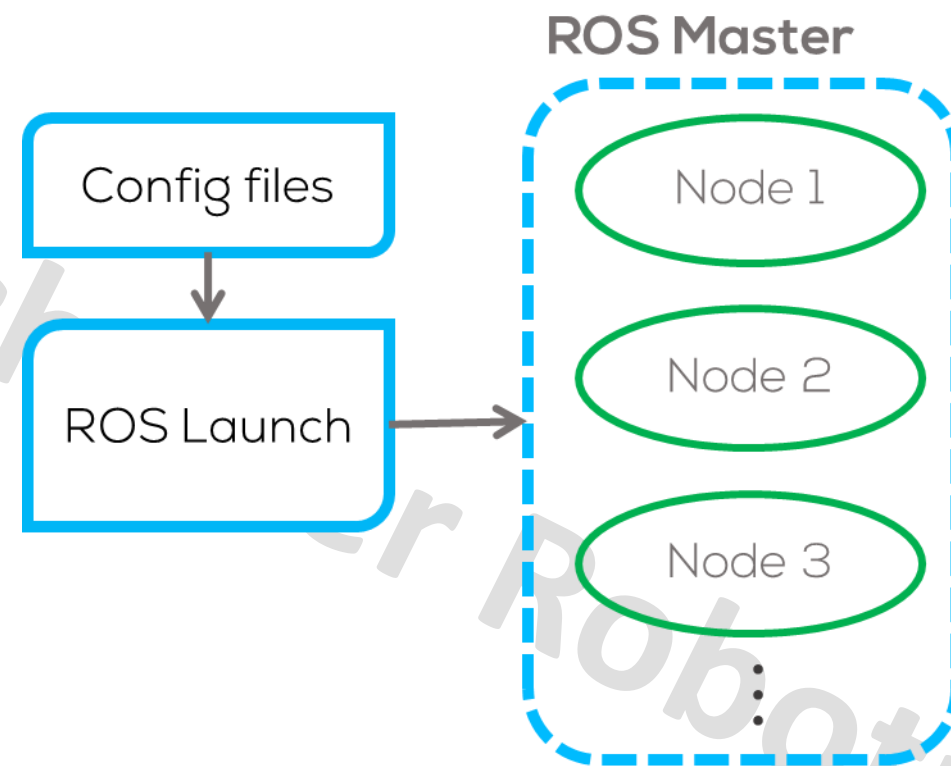 ROS Master
Config files
ROS Launch
Node 1
Node 2
Node 3